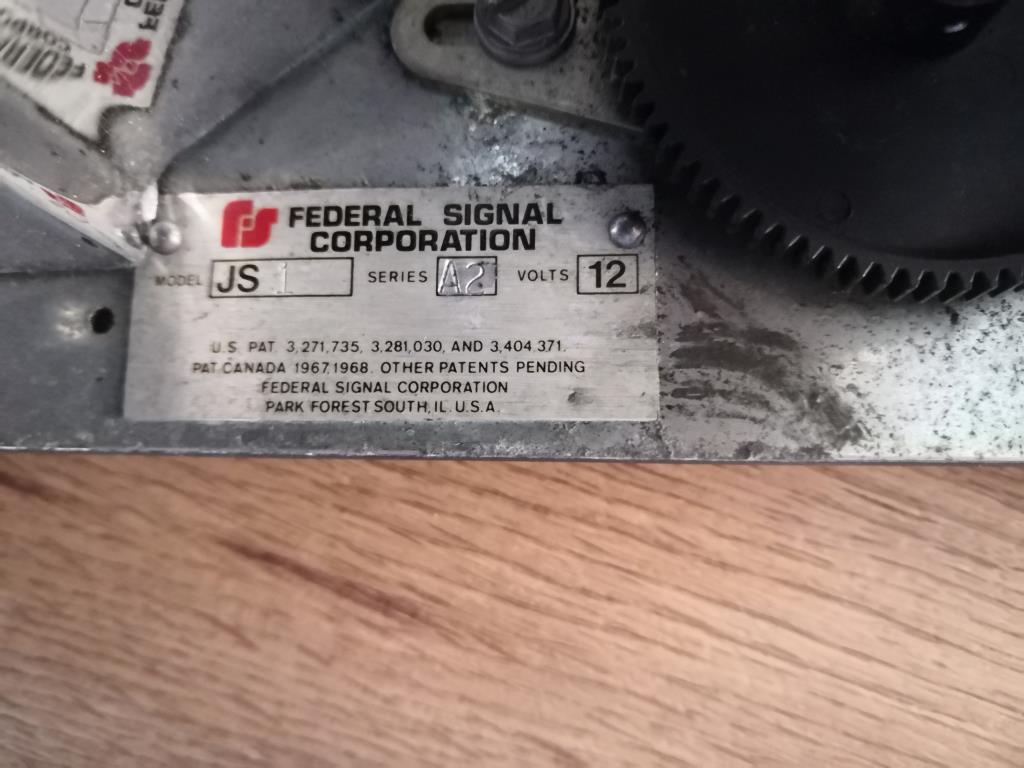 FEDERAL SIGNAL
CORPORATION
MODEL JS 1 SERIES A2 VOLTS 12
U.S. PAT. 3,271,735, 3,281,030, AND 3,404,371.
PAT. CANADA 1967,1968. OTHER PATENTS PENDING
FEDERAL SIGNAL CORPORATION
PARK FOREST SOUTH, IL. U.S.A.